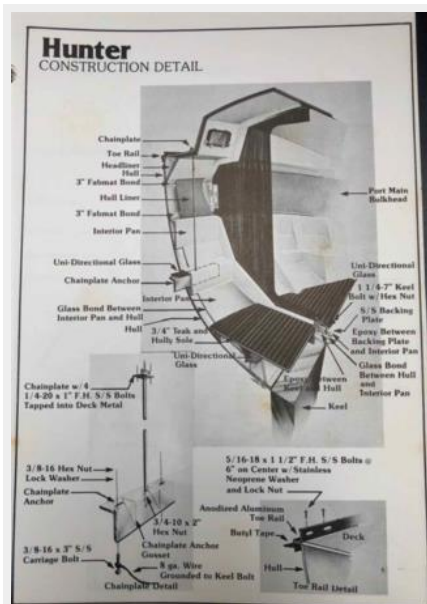 Hunter
CONSTRUCTION DETAIL
Chainplate
Toe Rail
Headliner
Hull
3" Fabmat Bond
Hull Liner
3" Fabmat Bond
Interior Pan
Uni-Directional Glass
Chainplate Anchor
Interior Pan
Glass Bond Between
Interior Pan and Hull
Hull
3/4" Teak and
Holly Sole
Uni-Directional
Glass
Port Main
Bulkhead
Uni-Directional
Glass
1 1/4-7" Keel
Bolt w/Hex Nut
S/S Backing
Plate
Epoxy Between
Backing Plate
and Interior Pan
Glass Bond
Between Hull
and
Interior Pan
Epoxy Between
Keel and Hull
Keel
Chainplate w/4
1/4-20 x 1" F.H. S/S Bolts
Tapped into Deck Metal
3/8-16 Hex Nut
Lock Washer
Chainplate
Anchor
3/4-10 x 2"
Hex Nut
Chainplate Anchor
Gusset
3/8-16 x 3" S/S
Carriage Bolt
8 ga. Wire
Grounded to Keel Bolt
Chainplate Detail
5/16-18 x 1 1/2" F.H. S/S Bolts @
6" on Center w/Stainless
Neoprene Washer
and Lock Nut
Anodized Aluminum
Toe Rail
Butyl Tape
Deck
Hull
Toe Rail Detail